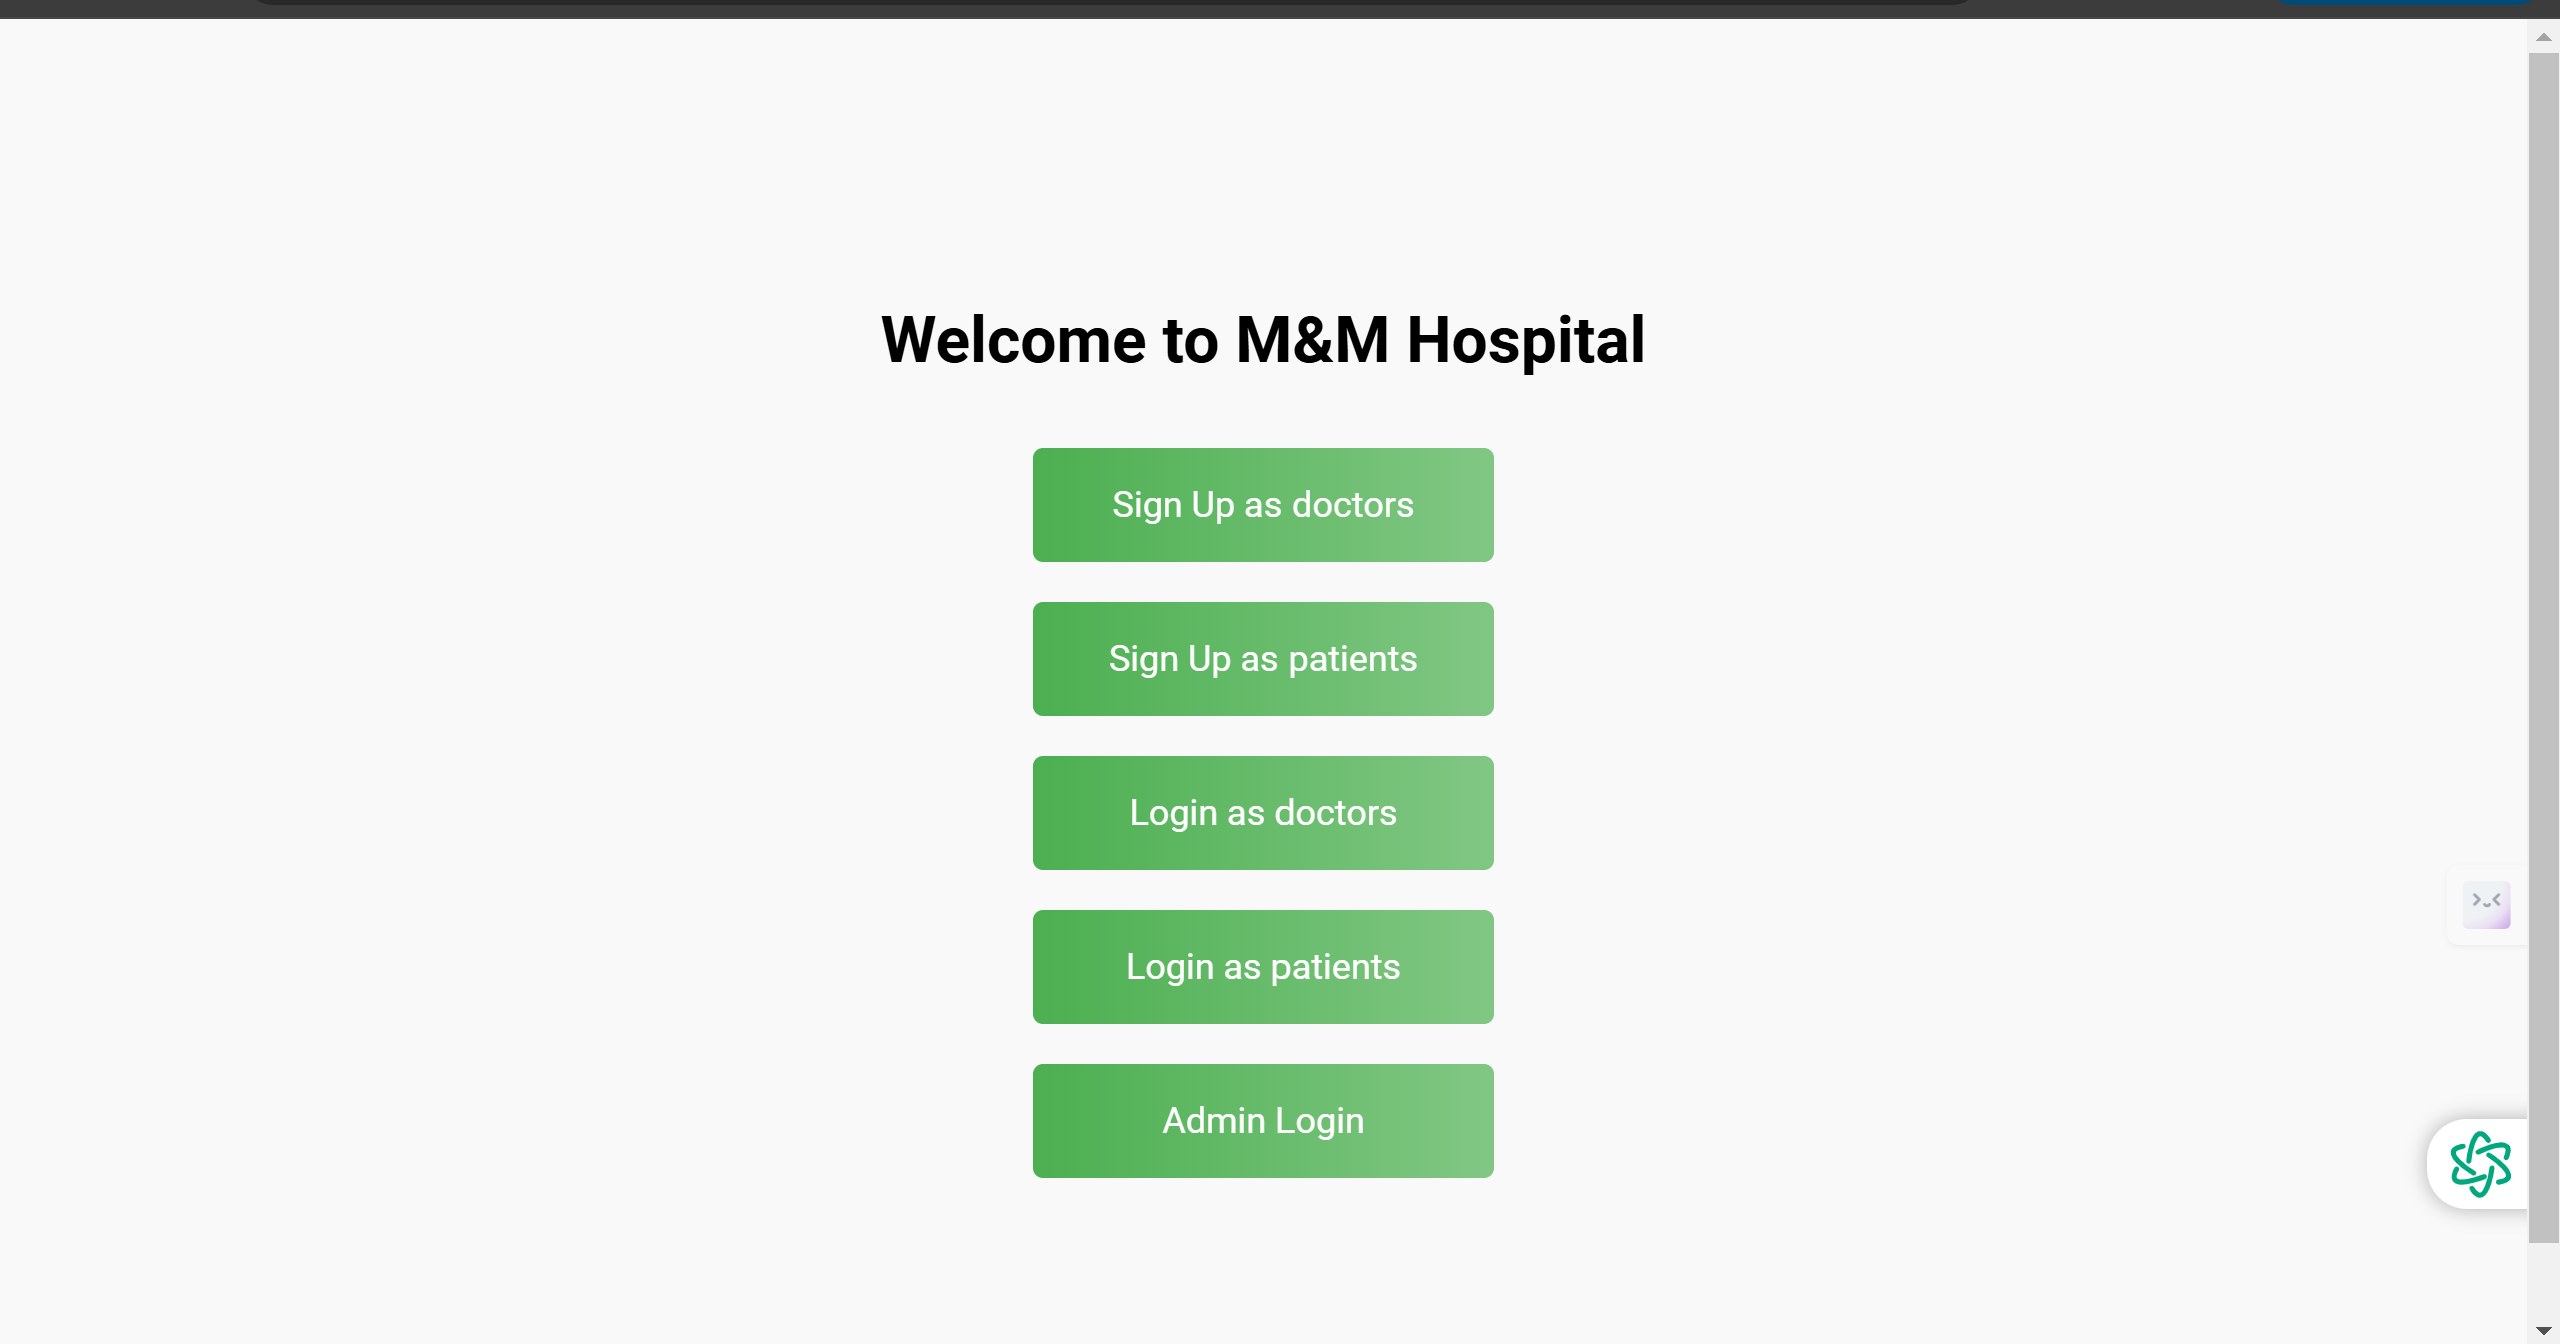 Welcome to M&M Hospital
Sign Up as doctors
Sign Up as patients
Login as doctors
Login as patients
Admin Login